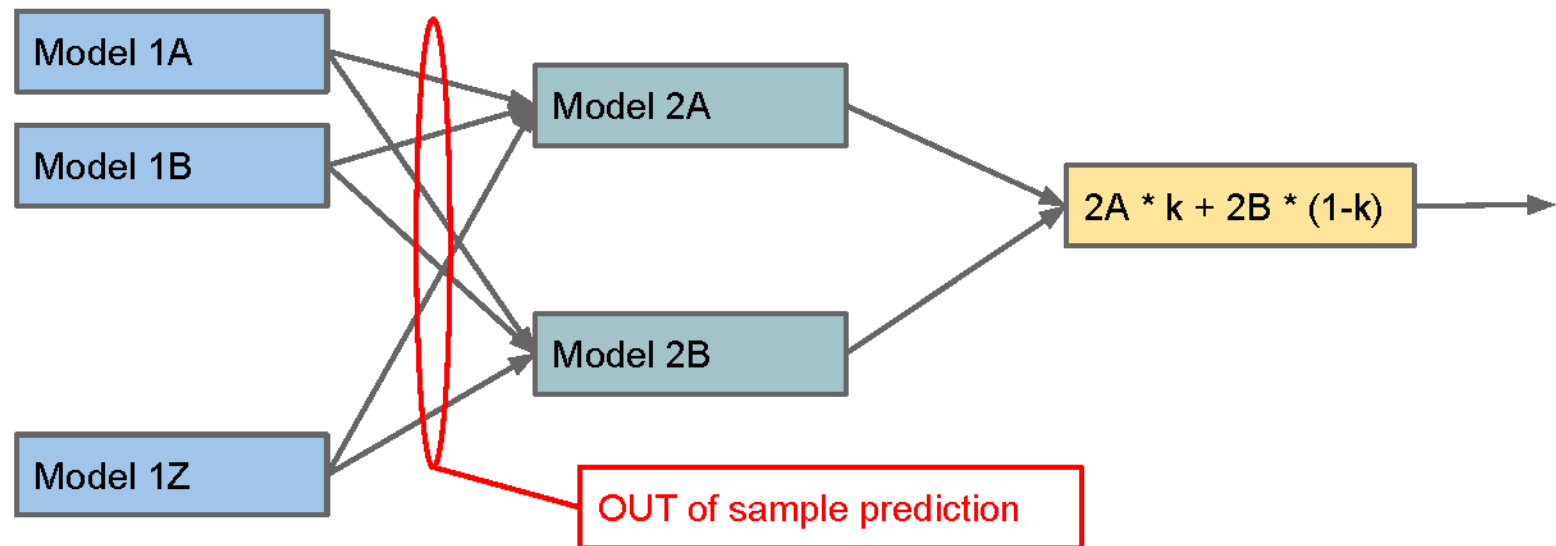 Model 1A
Model 1B
Model 1Z
Model 2A
Model 2B
2A * k + 2B * (1-k)
OUT of sample prediction